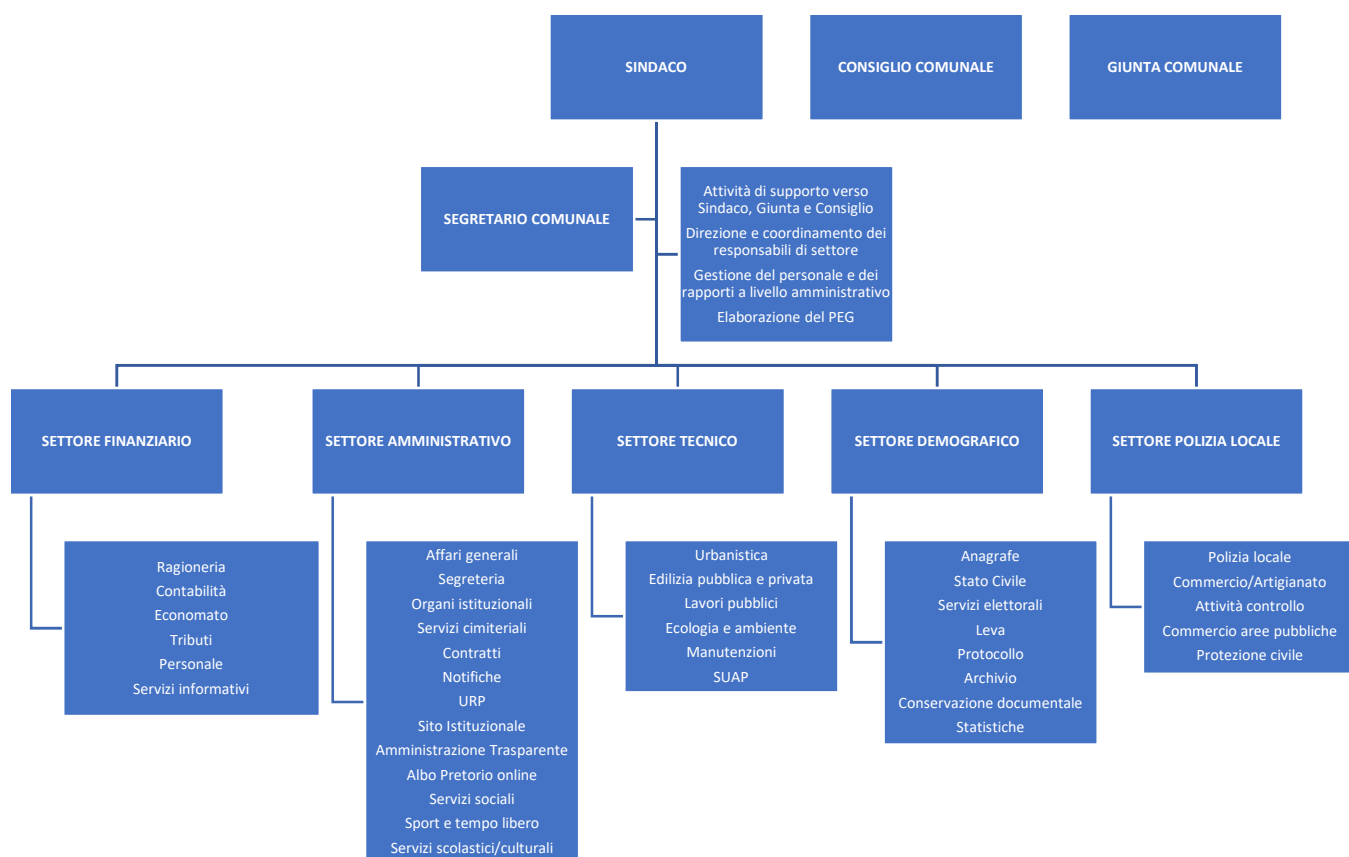 SINDACO
CONSIGLIO COMUNALE
GIUNTA COMUNALE
SEGRETARIO COMUNALE
Attività di supporto verso
Sindaco, Giunta e Consiglio
Direzione e coordinamento dei
responsabili di settore
Gestione del personale e dei
rapporti a livello amministrativo
Elaborazione del PEG
SETTORE FINANZIARIO
SETTORE AMMINISTRATIVO
SETTORE TECNICO
SETTORE DEMOGRAFICO
SETTORE POLIZIA LOCALE
Ragioneria
Contabilità
Economato
Tributi
Personale
Servizi informativi
Affari generali
Segreteria
Organi istituzionali
Servizi cimiteriali
Contratti
Notifiche
URP
Sito Istituzionale
Amministrazione Trasparente
Albo Pretorio online
Servizi sociali
Sport e tempo libero
Servizi scolastici/culturali
Urbanistica
Edilizia pubblica e privata
Lavori pubblici
Ecologia e ambiente
Manutenzioni
SUAP
Anagrafe
Stato Civile
Servizi elettorali
Leva
Protocollo
Archivio
Conservazione documentale
Statistiche
Polizia locale
Commercio/Artigianato
Attività controllo
Commercio aree pubbliche
Protezione civile